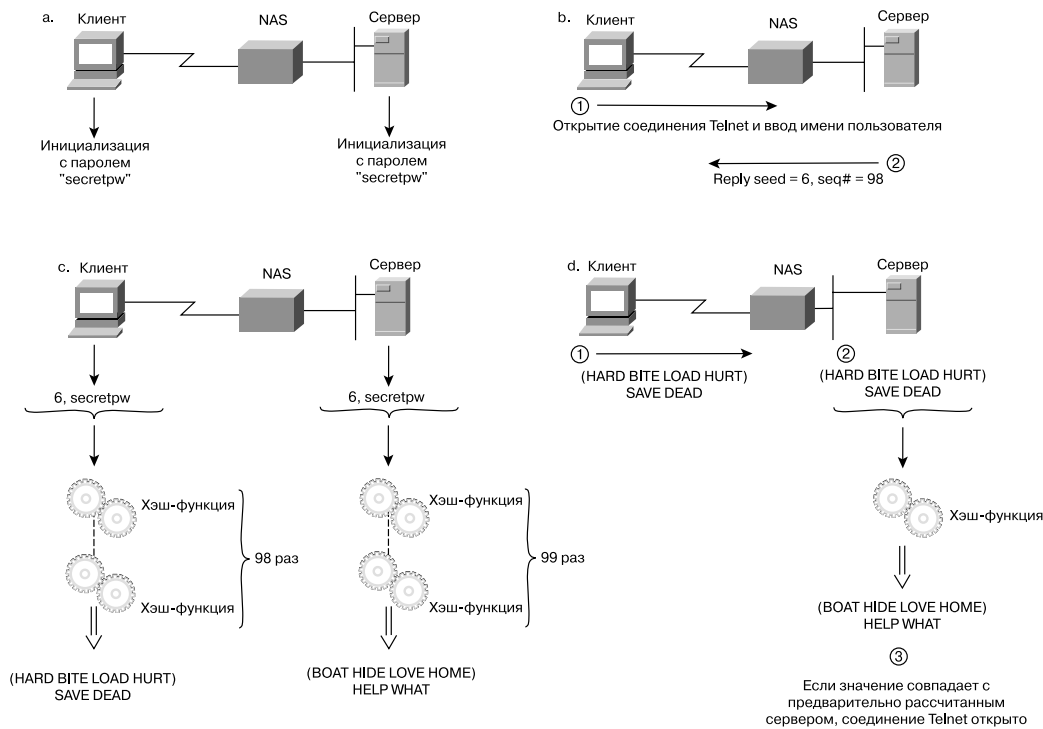 a.
Клиент
NAS
Сервер
Инициализация
с паролем
"secretpw"
Инициализация
с паролем
"secretpw"
b.
Клиент
NAS
Сервер
1
Открытие соединения Telnet и ввод имени пользователя
2
Reply seed = 6, seq# = 98
c.
Клиент
NAS
Сервер
6, secretpw
6, secretpw
Хэш-функция
Хэш-функция
98 раз
Хэш-функция
Хэш-функция
99 раз
(HARD BITE LOAD HURT)
SAVE DEAD
(BOAT HIDE LOVE HOME)
HELP WHAT
d.
Клиент
NAS
Сервер
1
(HARD BITE LOAD HURT)
SAVE DEAD
2
(HARD BITE LOAD HURT)
SAVE DEAD
Хэш-функция
(BOAT HIDE LOVE HOME)
HELP WHAT
3
Если значение совпадает с
предварительно рассчитанным
сервером, соединение Telnet открыто